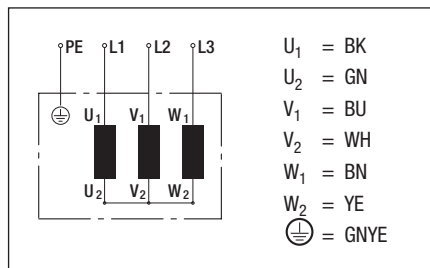 PE L1 L2 L3
U1 V1 W1
U2 V2 W2
U1 = BK
U2 = GN
V1 = BU
V2 = WH
W1 = BN
W2 = YE
= GNYE